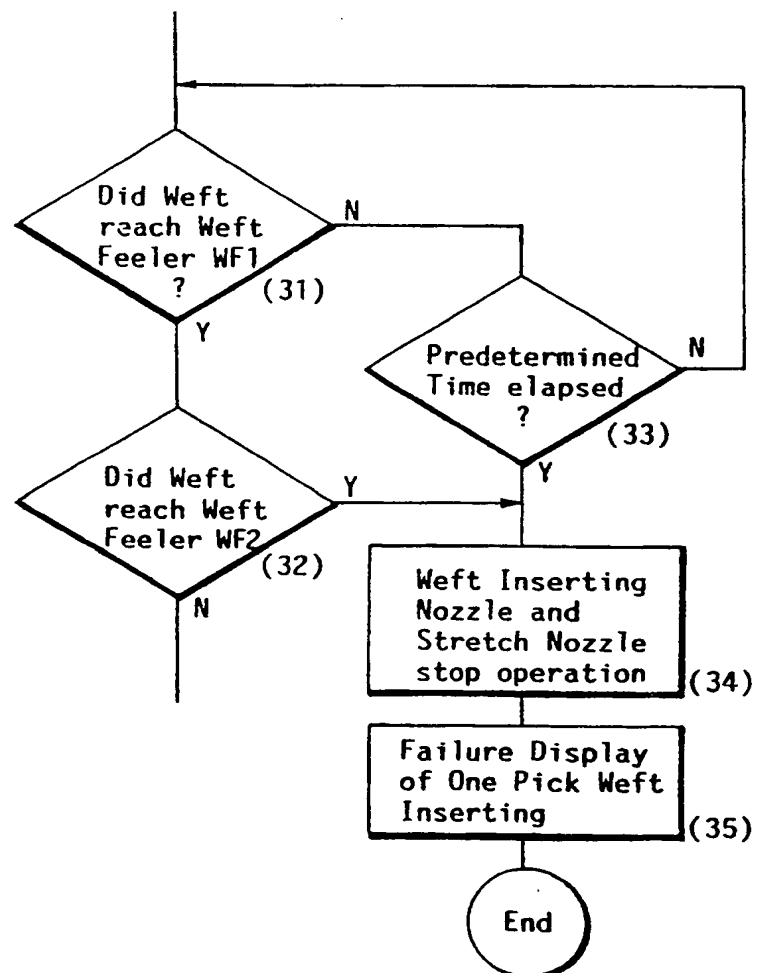 Did Weft
reach Weft
Feeler WF1
?
(31)
N
Y
Predetermined
Time elapsed
?
(33)
N
Y
Did Weft
reach Weft
Feeler WF2
(32)
Y
N
Weft Inserting
Nozzle and
Stretch Nozzle
stop operation
(34)
Failure Display
of One Pick Weft
Inserting
(35)
End